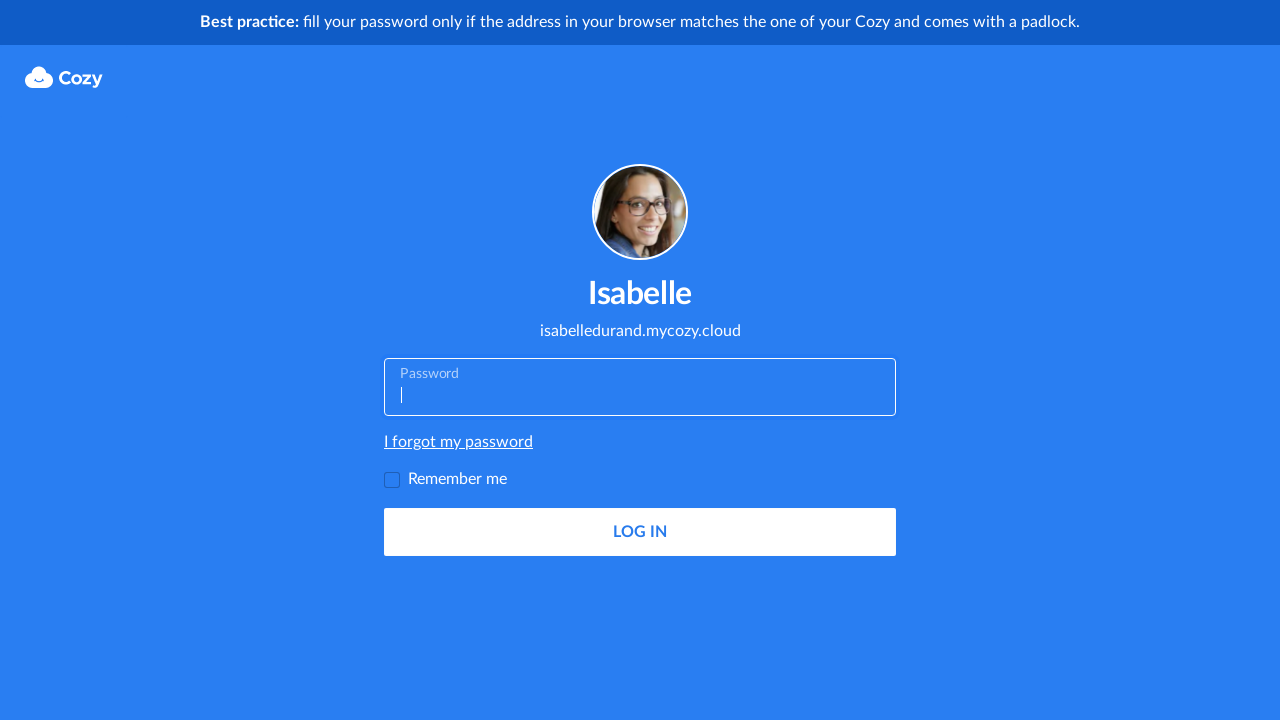 Best practice: fill your password only if the address in your browser matches the one of your Cozy and comes with a padlock.
Cozy
Isabelle
isabelledurand.mycozy.cloud
Password
I forgot my password
Remember me
LOG IN